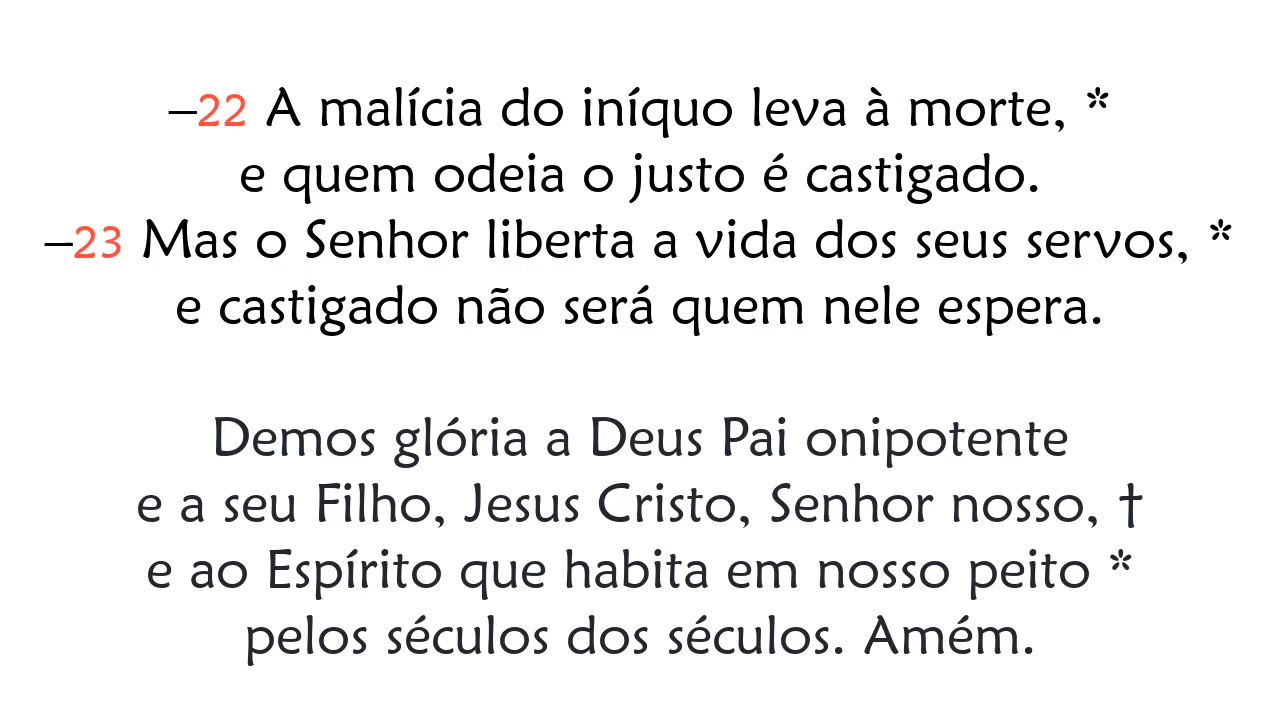 –22 A malícia do iníquo leva à morte, *
e quem odeia o justo é castigado.
–23 Mas o Senhor liberta a vida dos seus servos, *
e castigado não será quem nele espera.
Demos glória a Deus Pai onipotente
e a seu Filho, Jesus Cristo, Senhor nosso, †
e ao Espírito que habita em nosso peito *
pelos séculos dos séculos. Amém.